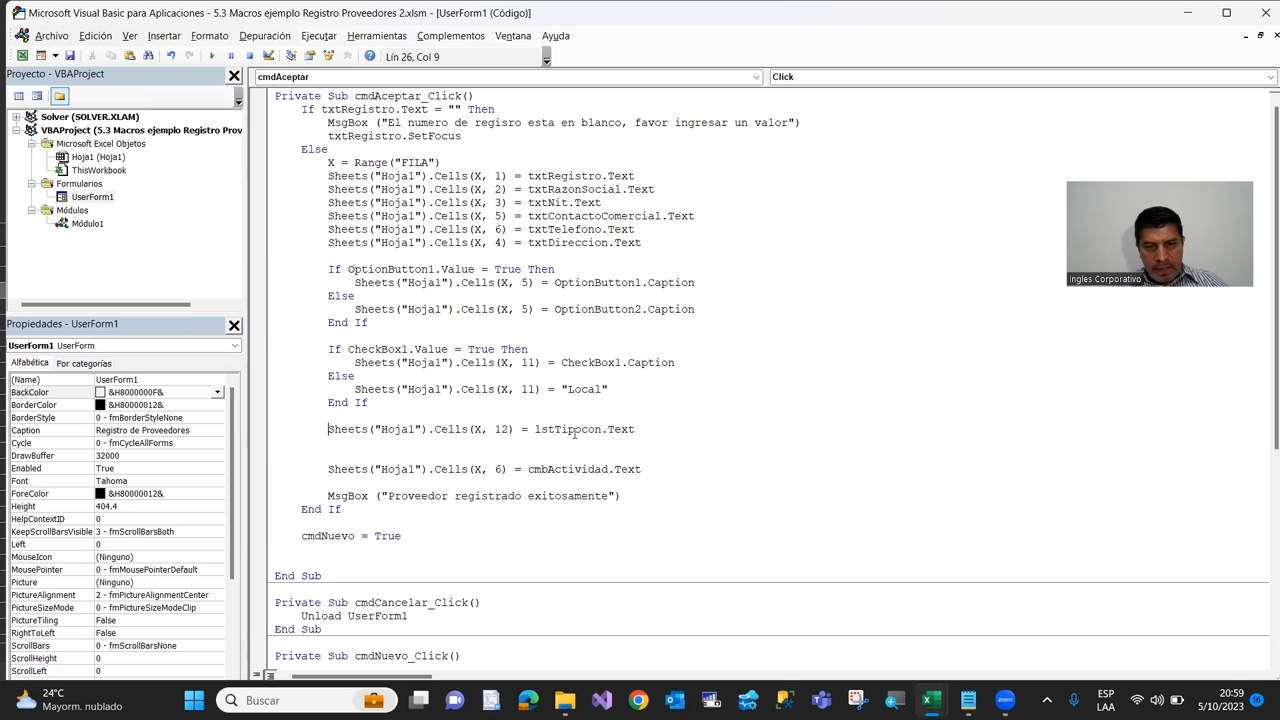 Microsoft Visual Basic para Aplicaciones - 5.3 Macros ejemplo Registro Proveedores 2.xlsm - [UserForm1 (Código)]
Archivo Edición Ver Insertar Formato Depuración Ejecutar Herramientas Complementos Ventana Ayuda
Lín 26, Col 9
Proyecto - VBAProject
cmdAceptar
Click
Solver (SOLVER.XLAM)
VBAProject (5.3 Macros ejemplo Registro Prov
Microsoft Excel Objetos
Hoja1 (Hoja1)
ThisWorkbook
Formularios
UserForm1
Módulos
Módulo1
Propiedades - UserForm1
UserForm1 UserForm
Alfabética Por categorías
(Name) UserForm1
BackColor &H8000000F&
BorderColor &H80000012&
BorderStyle 0 - fmBorderStyleNone
Caption Registro de Proveedores
Cycle 0 - fmCycleAllForms
DrawBuffer 32000
Enabled True
Font Tahoma
ForeColor &H80000012&
Height 404.4
HelpContextID 0
KeepScrollBarsVisible 3 - fmScrollBarsBoth
Left 0
MouseIcon (Ninguno)
MousePointer 0 - fmMousePointerDefault
Picture (Ninguno)
PictureAlignment 2 - fmPictureAlignmentCenter
PictureSizeMode 0 - fmPictureSizeModeClip
PictureTiling False
RightToLeft False
ScrollBars 0 - fmScrollBarsNone
ScrollHeight 0
ScrollLeft 0
Private Sub cmdAceptar_Click()
If txtRegistro.Text = "" Then
MsgBox ("El numero de regisro esta en blanco, favor ingresar un valor")
txtRegistro.SetFocus
Else
X = Range("FILA")
Sheets("Hoja1").Cells(X, 1) = txtRegistro.Text
Sheets("Hoja1").Cells(X, 2) = txtRazonSocial.Text
Sheets("Hoja1").Cells(X, 3) = txtNit.Text
Sheets("Hoja1").Cells(X, 5) = txtContactoComercial.Text
Sheets("Hoja1").Cells(X, 6) = txtTelefono.Text
Sheets("Hoja1").Cells(X, 4) = txtDireccion.Text
If OptionButton1.Value = True Then
Sheets("Hoja1").Cells(X, 5) = OptionButton1.Caption
Else
Sheets("Hoja1").Cells(X, 5) = OptionButton2.Caption
End If
If CheckBox1.Value = True Then
Sheets("Hoja1").Cells(X, 11) = CheckBox1.Caption
Else
Sheets("Hoja1").Cells(X, 11) = "Local"
End If
Sheets("Hoja1").Cells(X, 12) = lstTipocon.Text
Sheets("Hoja1").Cells(X, 6) = cmbActividad.Text
MsgBox ("Proveedor registrado exitosamente")
End If
cmdNuevo = True
End Sub
Private Sub cmdCancelar_Click()
Unload UserForm1
End Sub
Private Sub cmdNuevo_Click()
Ingles Corporativo
24°C
Mayorm. nublado
Buscar
ESP
LAA
20:59
5/10/2023